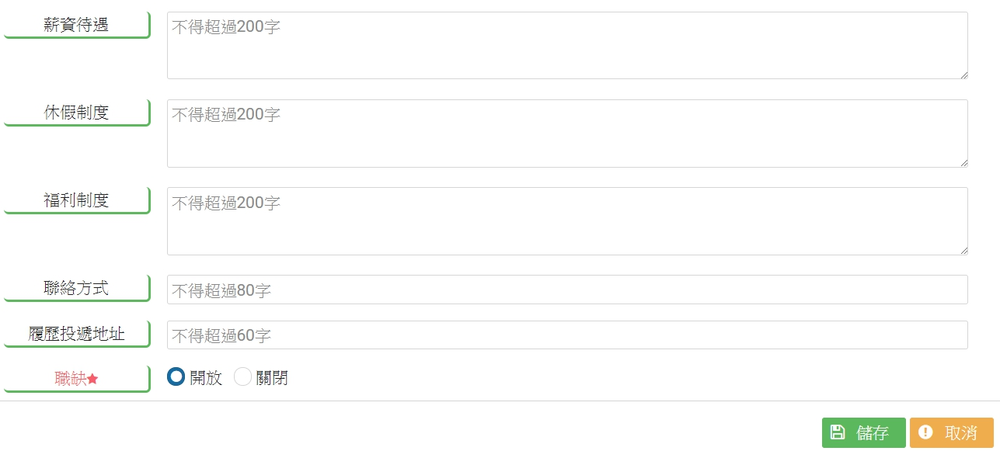 薪資待遇 不得超過200字
休假制度 不得超過200字
福利制度 不得超過200字
聯絡方式 不得超過80字
履歷投遞地址 不得超過60字
職缺★ 開放 關閉
儲存 取消